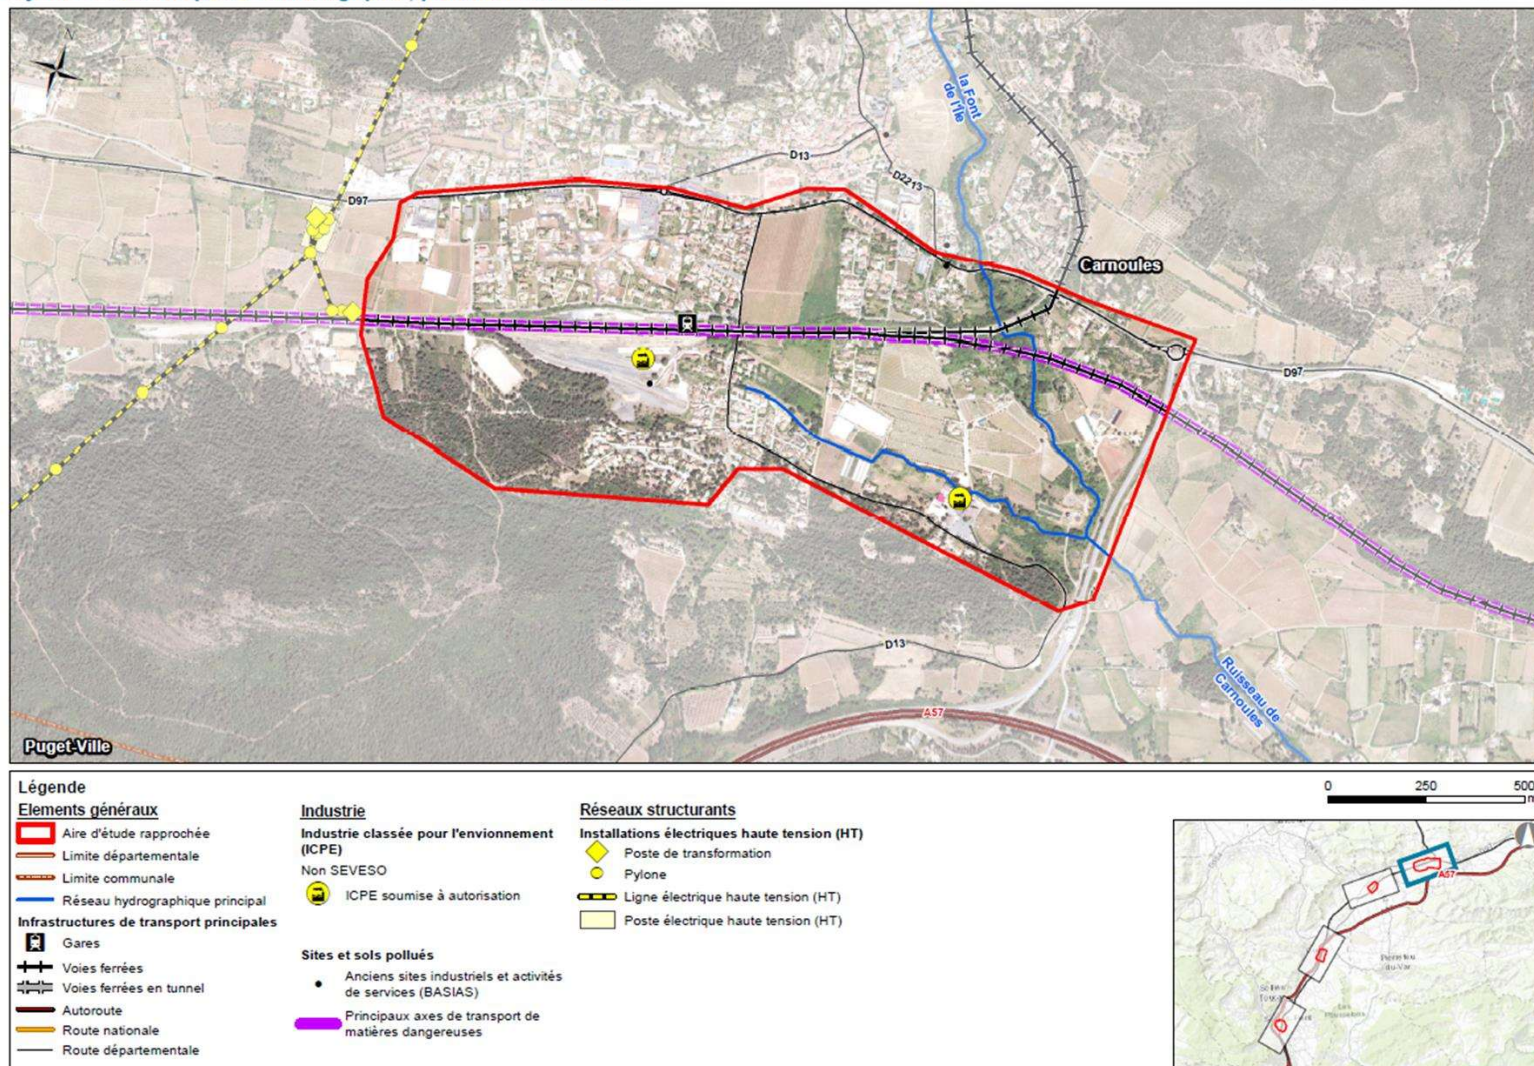 N
la Font
de l'Île
D13
D2213
D97
Carnoules
D97
D13
Ruisseau de
Carnoules
A57
Puget-Ville
Légende
Elements généraux
Aire d'étude rapprochée
Limite départementale
Limite communale
Réseau hydrographique principal
Infrastructures de transport principales
Gares
Voies ferrées
Voies ferrées en tunnel
Autoroute
Route nationale
Route départementale
Industrie
Industrie classée pour l'envionnement
(ICPE)
Non SEVESO
ICPE soumise à autorisation
Sites et sols pollués
Anciens sites industriels et activités
de services (BASIAS)
Principaux axes de transport de
matières dangereuses
Réseaux structurants
Installations électriques haute tension (HT)
Poste de transformation
Pylone
Ligne électrique haute tension (HT)
Poste électrique haute tension (HT)
0 250 500
m
A57